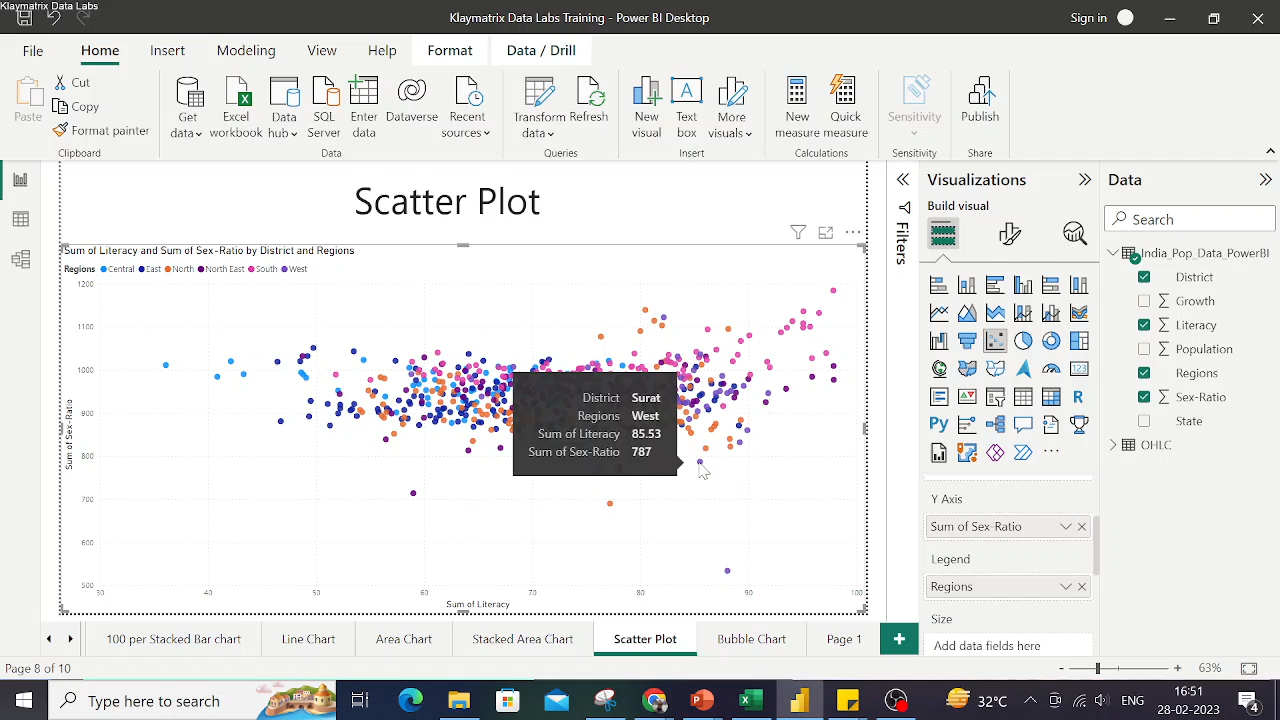 Kaymatrix Data Labs
Klaymatrix Data Labs Training - Power BI Desktop
Sign in
File Home Insert Modeling View Help Format Data / Drill
Paste
Cut
Copy
Format painter
Clipboard
Get data
Excel workbook
Data hub
SQL Server
Enter data
Dataverse
Recent sources
Data
Transform data
Refresh
Queries
New visual
Text box
More visuals
Insert
New measure
Quick measure
Calculations
Sensitivity
Sensitivity
Publish
Share
Scatter Plot
Sum of Literacy and Sum of Sex-Ratio by District and Regions
Regions Central East North North East South West
1200
1100
1000
900
800
700
600
500
Sum of Sex-Ratio
30 40 50 60 70 80 90 100
Sum of Literacy
District Surat
Regions West
Sum of Literacy 85.53
Sum of Sex-Ratio 787
Filters
Visualizations
Build visual
123
R
Py
Y Axis
Sum of Sex-Ratio
Legend
Regions
Size
Add data fields here
Data
Search
India_Pop_Data_PowerBI
District
Growth
Literacy
Population
Regions
Sex-Ratio
State
OHLC
100 per Stacked Bar chart Line Chart Area Chart Stacked Area Chart Scatter Plot Bubble Chart Page 1
Page 8 of 10
- + 63%
Type here to search
32°C
28-02-2023
4